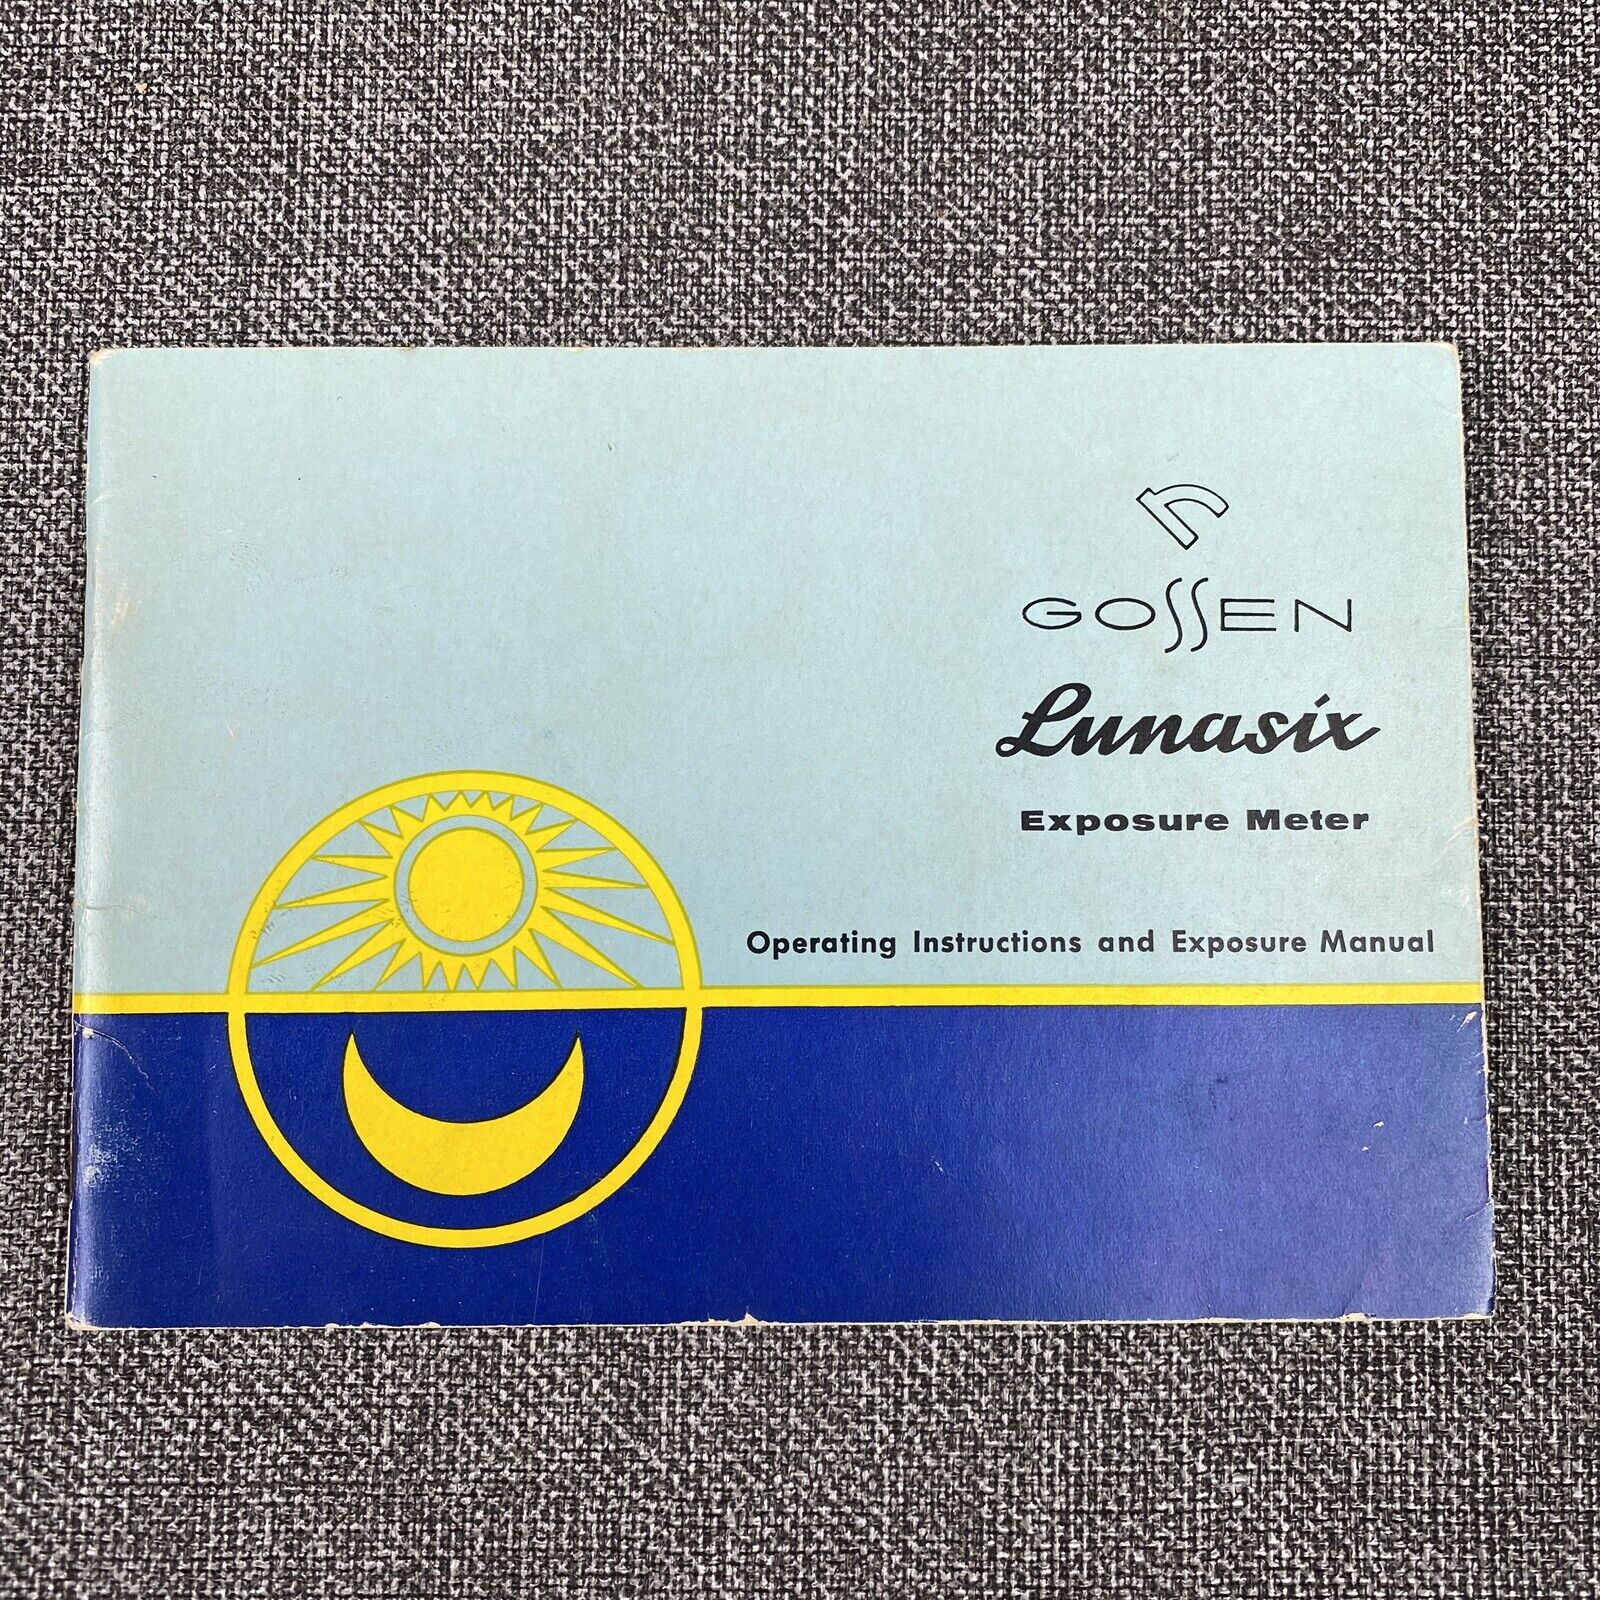 GOSSEN
Lunasix
Exposure Meter
Operating Instructions and Exposure Manual